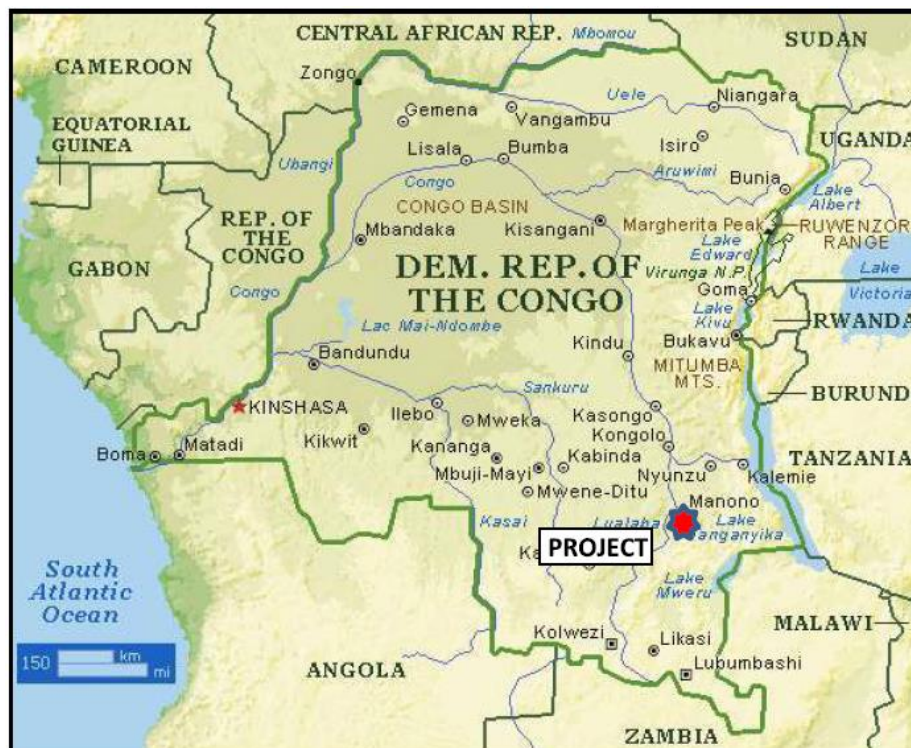 CENTRAL AFRICAN REP.
Mbomou
SUDAN
CAMEROON
Zongo
Uele
Niangara
Gemena
Vangambu
EQUATORIAL
GUINEA
UGANDA
Isiro
Lisala
Bumba
Ubangi
Aruwimi
Congo
Bunia
Lake
Albert
REP. OF
THE
CONGO
CONGO BASIN
Mbandaka
Kisangani
Margherita Peak
RUWENZOR
RANGE
Lake
Edward
GABON
DEM. REP. OF
THE CONGO
Virunga N.P.
Lake
Victoria
Congo
Goma
Lac Mai-Ndombe
Lake
Kivu
RWANDA
Bandundu
Kindu
Bukavu
MITUMBA
MTS.
Sankuru
BURUND
KINSHASA
Ilebo
Mweka
Kasongo
Kikwit
Kongolo
Boma
Matadi
Kananga
Kabinda
TANZANIA
Mbuji-Mayi
Nyunzu
Kalemie
Mwene-Ditu
Manono
Kasai
Lualaba
Lake
anganyika
PROJECT
Ka
South
Atlantic
Ocean
Lake
Mweru
MALAWI
Kolwezi
Likasi
150 km
mi
ANGOLA
Lubumbashi
ZAMBIA